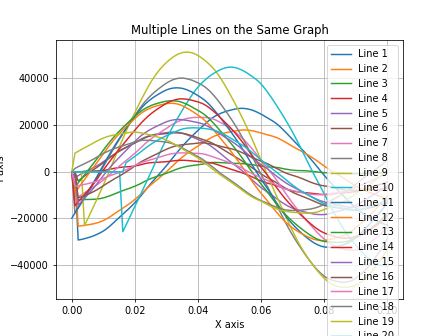 Multiple Lines on the Same Graph
40000
20000
0
−20000
−40000
0.00
0.02
0.04
0.06
X axis
Line 1
Line 2
Line 3
Line 4
Line 5
Line 6
Line 7
Line 8
Line 9
Line 10
Line 11
Line 12
Line 13
Line 14
Line 15
Line 16
Line 17
Line 18
Line 19